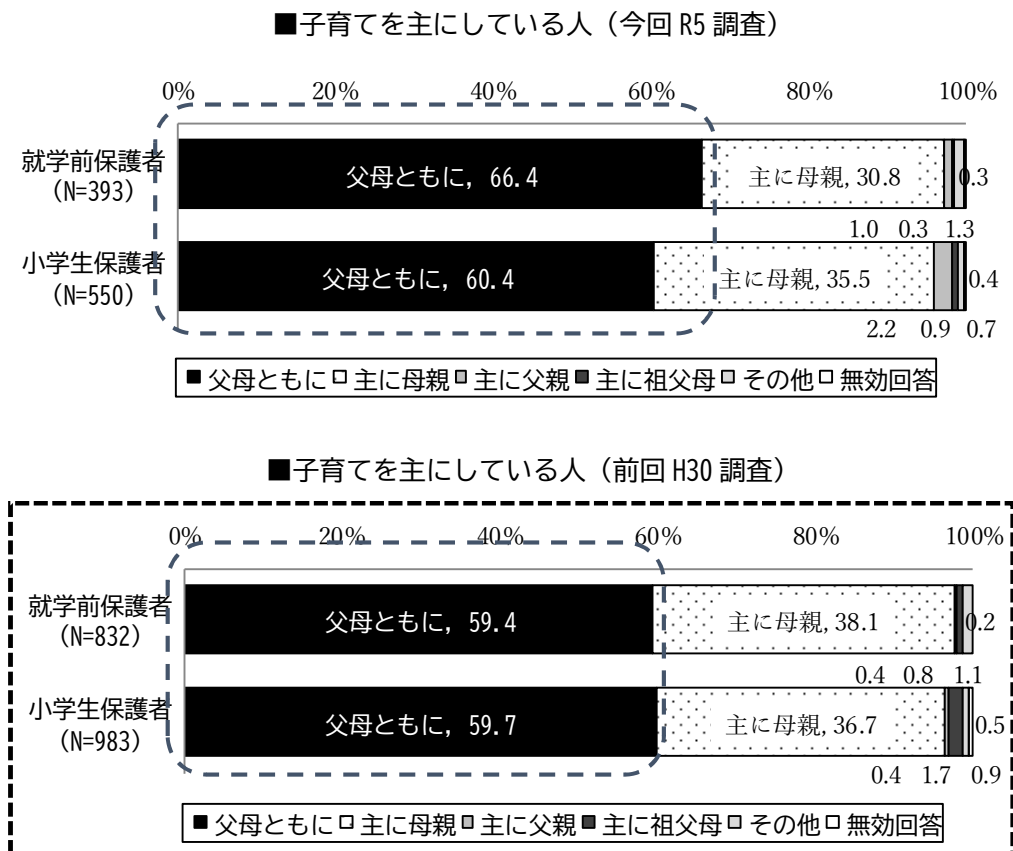 ■子育てを主にしている人（今回 R5 調査）
0% 20% 40% 60% 80% 100%
就学前保護者
（N=393）
父母ともに, 66.4
主に母親, 30.8
0.3
1.0 0.3 1.3
小学生保護者
（N=550）
父母ともに, 60.4
主に母親, 35.5
0.4
2.2 0.9 0.7
父母ともに 主に母親 主に父親 主に祖父母 その他 無効回答
■子育てを主にしている人（前回 H30 調査）
0% 20% 40% 60% 80% 100%
就学前保護者
（N=832）
父母ともに, 59.4
主に母親, 38.1
0.2
0.4 0.8 1.1
小学生保護者
（N=983）
父母ともに, 59.7
主に母親, 36.7
0.5
0.4 1.7 0.9
父母ともに 主に母親 主に父親 主に祖父母 その他 無効回答